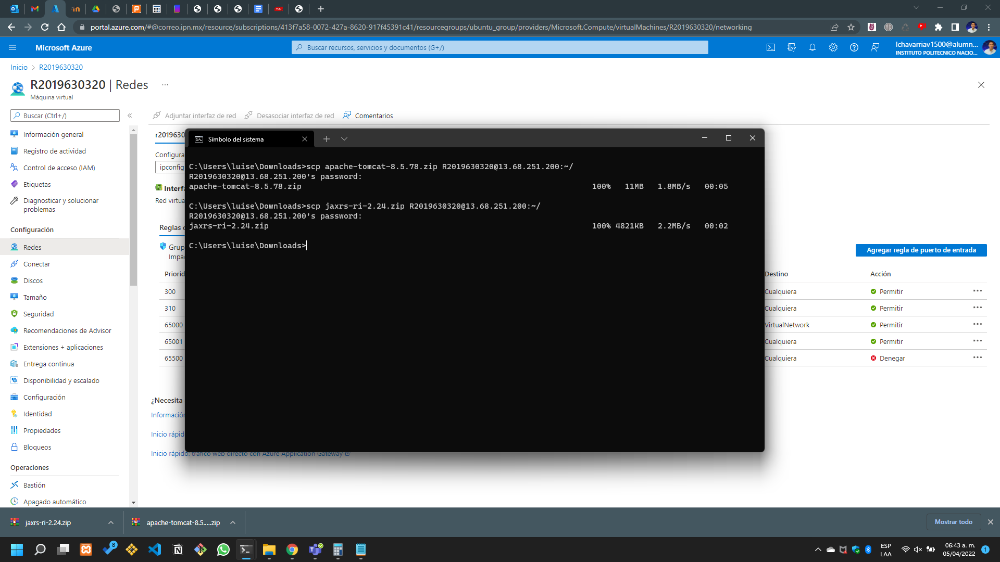 portal.azure.com/#@correo.ipn.mx/resource/subscriptions/413f7a58-0072-427a-8620-917f45391c41/resourcegroups/ubuntu_group/providers/Microsoft.Compute/virtualMachines/R2019630320/networking
Microsoft Azure
Buscar recursos, servicios y documentos (G+/)
lchavarriav1500@alumn...
INSTITUTO POLITECNICO NACIO...
Inicio > R2019630320
R2019630320 | Redes ...
Máquina virtual
Buscar (Ctrl+/)
Adjuntar interfaz de red
Desasociar interfaz de red
Comentarios
Información general
Registro de actividad
Control de acceso (IAM)
Etiquetas
Diagnosticar y solucionar
problemas
Configuración
Redes
Conectar
Discos
Tamaño
Seguridad
Recomendaciones de Advisor
Extensiones + aplicaciones
Entrega continua
Disponibilidad y escalado
Configuración
Identidad
Propiedades
Bloqueos
Operaciones
Bastión
Apagado automático
r201963
Configura
ipconfig
Interfa
Red virtua
Reglas
Grup
Impa
Agregar regla de puerto de entrada
Priorid Destino Acción
300 Cualquiera Permitir
310 Cualquiera Permitir
65000 VirtualNetwork Permitir
65001 Cualquiera Permitir
65500 Cualquiera Denegar
¿Necesita
Información
Inicio rápid
Inicio rápido: tráfico web directo con Azure Application Gateway
Símbolo del sistema
C:\Users\luise\Downloads>scp apache-tomcat-8.5.78.zip R2019630320@13.68.251.200:~/
R2019630320@13.68.251.200's password:
apache-tomcat-8.5.78.zip 100% 11MB 1.8MB/s 00:05
C:\Users\luise\Downloads>scp jaxrs-ri-2.24.zip R2019630320@13.68.251.200:~/
R2019630320@13.68.251.200's password:
jaxrs-ri-2.24.zip 100% 4821KB 2.2MB/s 00:02
C:\Users\luise\Downloads>
jaxrs-ri-2.24.zip
apache-tomcat-8.5.....zip
Mostrar todo
8
ESP
LAA
06:43 a. m.
05/04/2022
1